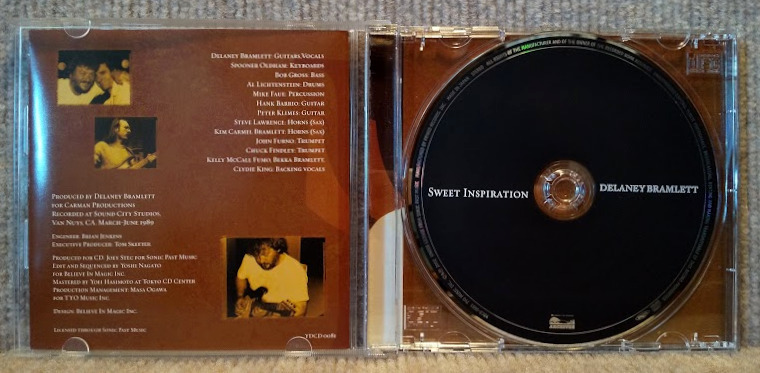 DELANEY BRAMLETT: GUITARS, VOCALS
SPOONER OLDHAM: KEYBOARDS
BOB GROSS: BASS
AL LICHTENSTEIN: DRUMS
MIKE FAUE: PERCUSSION
HANK BARRIO: GUITAR
PETER KLIMES: GUITAR
STEVE LAWRENCE: HORNS (SAX)
KIM CARMEL BRAMLETT: HORNS (SAX)
JOHN FURNO: TRUMPET
CHUCK FINDLEY: TRUMPET
KELLY MCCALL FUMO, BEKKA BRAMLETT,
CLYDIE KING: BACKING VOCALS
PRODUCED BY DELANEY BRAMLETT
FOR CARMAN PRODUCTIONS
RECORDED AT SOUND CITY STUDIOS,
VAN NUYS, CA. MARCH-JUNE 1989
ENGINEER: BRIAN JENKINS
EXECUTIVE PRODUCER: TOM
PRODUCED FOR CD: JOEY STEC FOR SONIC PAST MUSIC
EDIT AND SEQUENCED BY YOSHI NAGATO
FOR BELIEVE IN MAGIC INC.
MASTERED BY YOEI HASHIMOTO AT TOKYO CD CENTER
PRODUCTION MANAGEMENT: MASA OGAWA
FOR TYO MUSIC INC.
DESIGN: BELIEVE IN MAGIC INC.
LICENSED THROUGH SONIC PAST MUSIC
YDCD-0081
SWEET INSPIRATION
DELANEY BRAMLETT